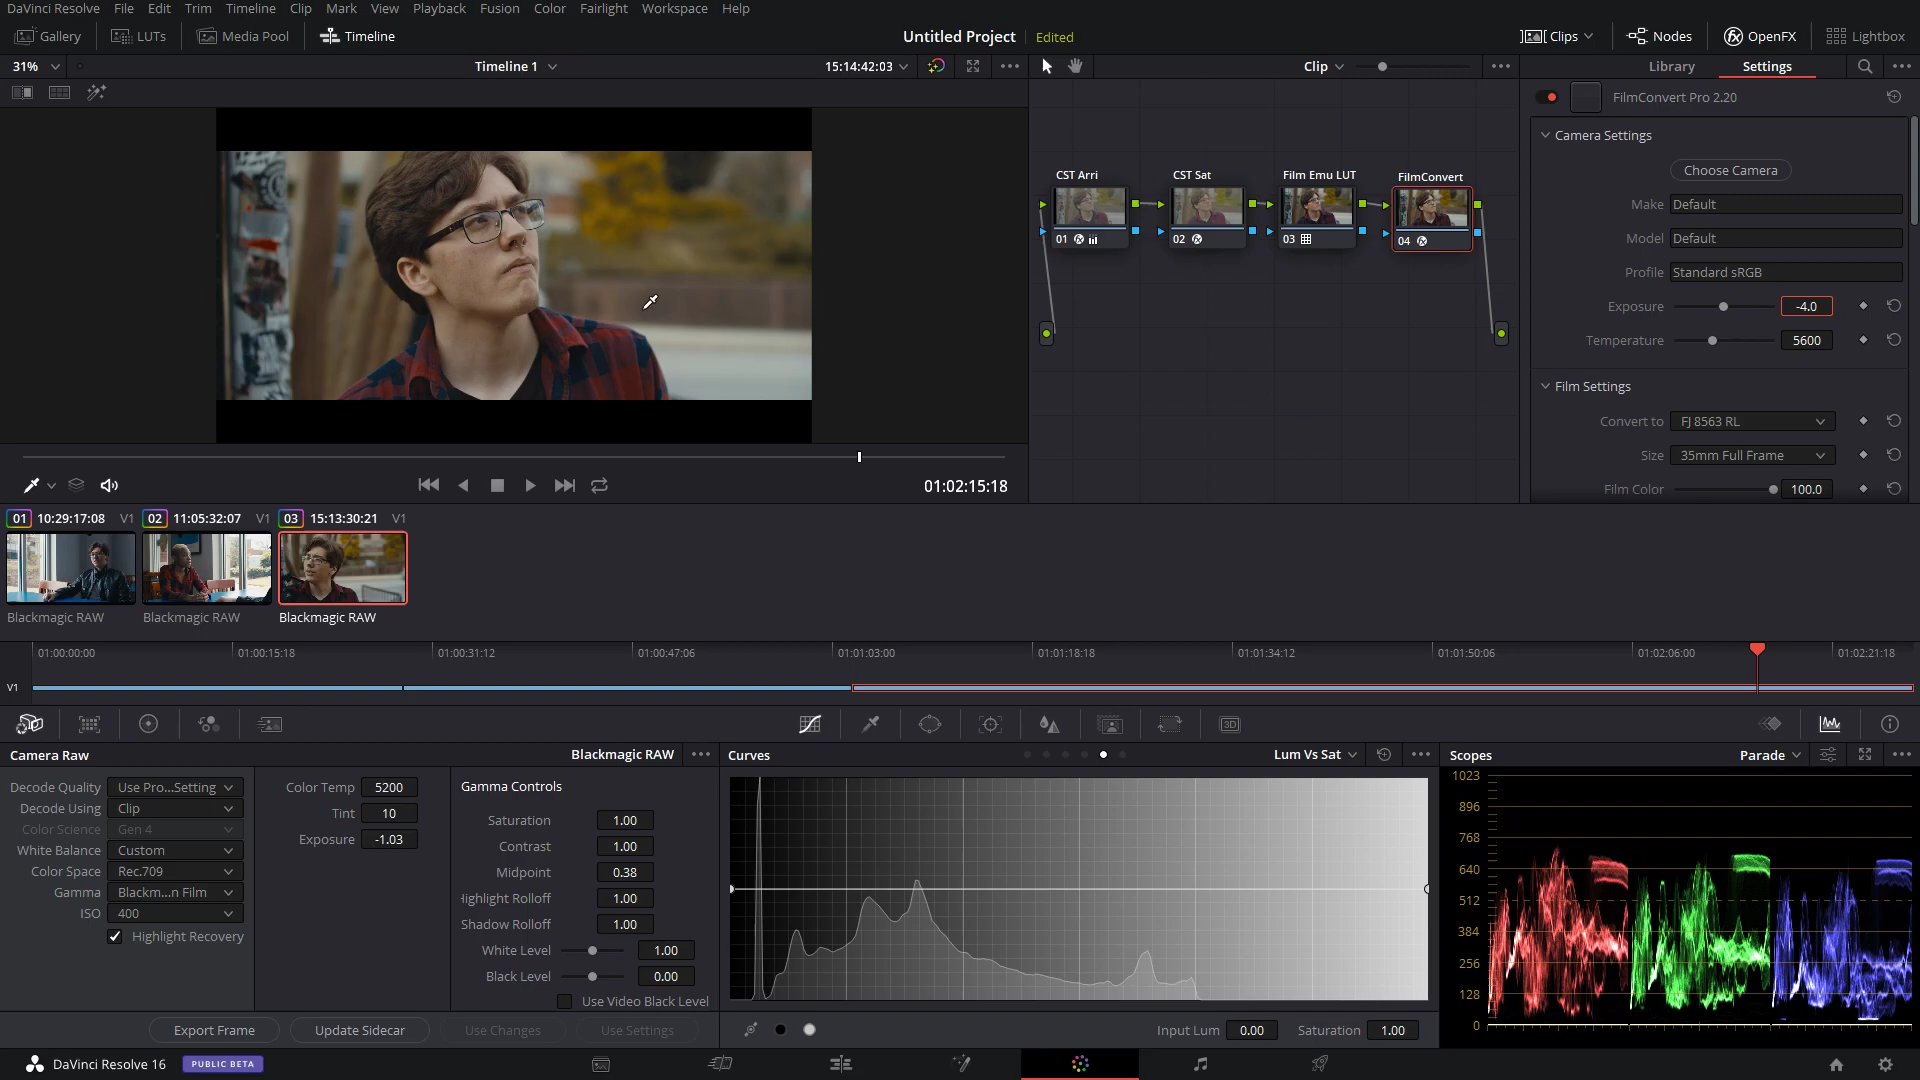 DaVinci Resolve File Edit Trim Timeline Clip Mark View Playback Fusion Color Fairlight Workspace Help
Gallery LUTs Media Pool Timeline Untitled Project Edited Clips Nodes OpenFX Lightbox
31% Timeline 1 15:14:42:03 Clip Library Settings
FilmConvert Pro 2.20
Camera Settings
Choose Camera
Make Default
Model Default
Profile Standard sRGB
Exposure -4.0
Temperature 5600
Film Settings
Convert to FJ 8563 RL
Size 35mm Full Frame
Film Color 100.0
CST Arri CST Sat Film Emu LUT FilmConvert
01 02 03 04
01:02:15:18
01 10:29:17:08 V1 02 11:05:32:07 V1 03 15:13:30:21 V1
Blackmagic RAW Blackmagic RAW Blackmagic RAW
01:00:00:00 01:00:15:18 01:00:31:12 01:00:47:06 01:01:03:00 01:01:18:18 01:01:34:12 01:01:50:06 01:02:06:00 01:02:21:18
V1
3D
Camera Raw Blackmagic RAW
Decode Quality Use Pro...Setting
Decode Using Clip
Color Science Gen 4
White Balance Custom
Color Space Rec.709
Gamma Blackm...n Film
ISO 400
Highlight Recovery
Color Temp 5200
Tint 10
Exposure -1.03
Gamma Controls
Saturation 1.00
Contrast 1.00
Midpoint 0.38
Highlight Rolloff 1.00
Shadow Rolloff 1.00
White Level 1.00
Black Level 0.00
Use Video Black Level
Export Frame Update Sidecar Use Changes Use Settings
Curves Lum Vs Sat
Input Lum 0.00 Saturation 1.00
Scopes Parade
1023
896
768
640
512
384
256
128
0
DaVinci Resolve 16 PUBLIC BETA